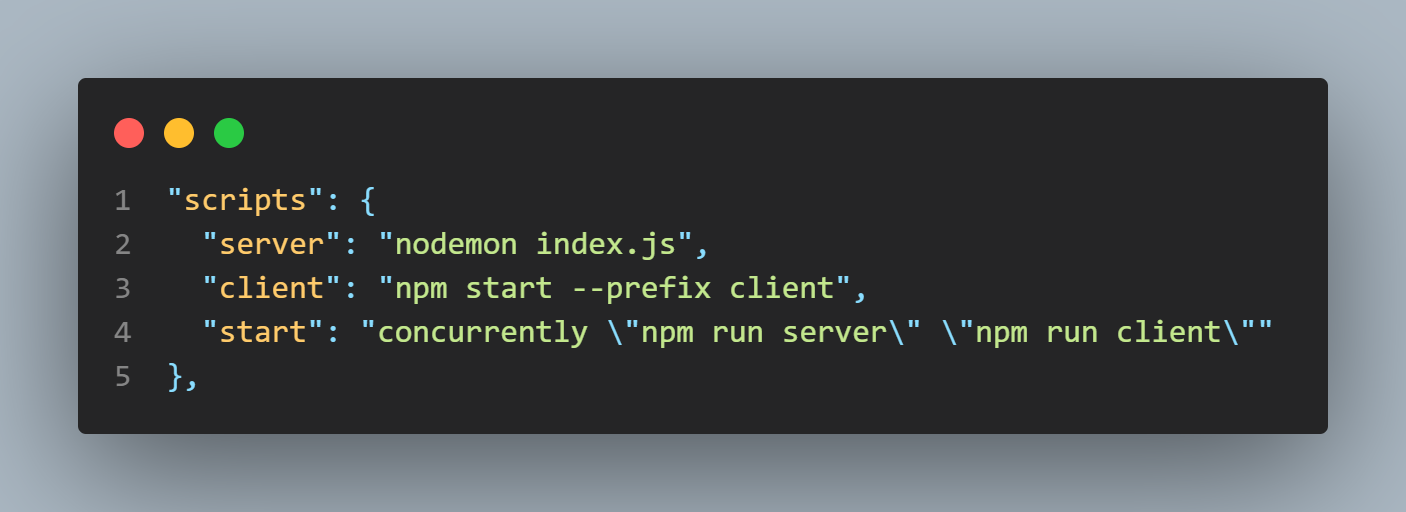 1 "scripts": {
2   "server": "nodemon index.js",
3   "client": "npm start --prefix client",
4   "start": "concurrently \"npm run server\" \"npm run client\""
5 },